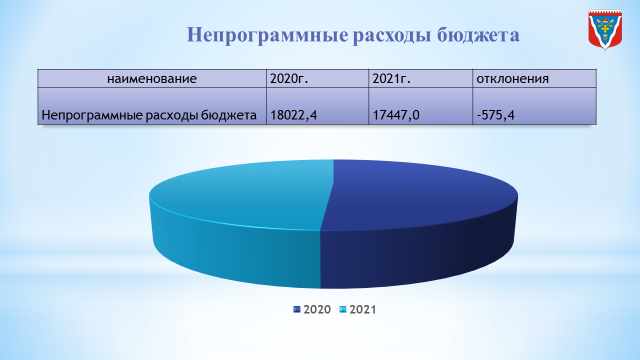 Непрограммные расходы бюджета
наименование 2020г. 2021г. отклонения
Непрограммные расходы бюджета 18022,4 17447,0 -575,4
2020 2021